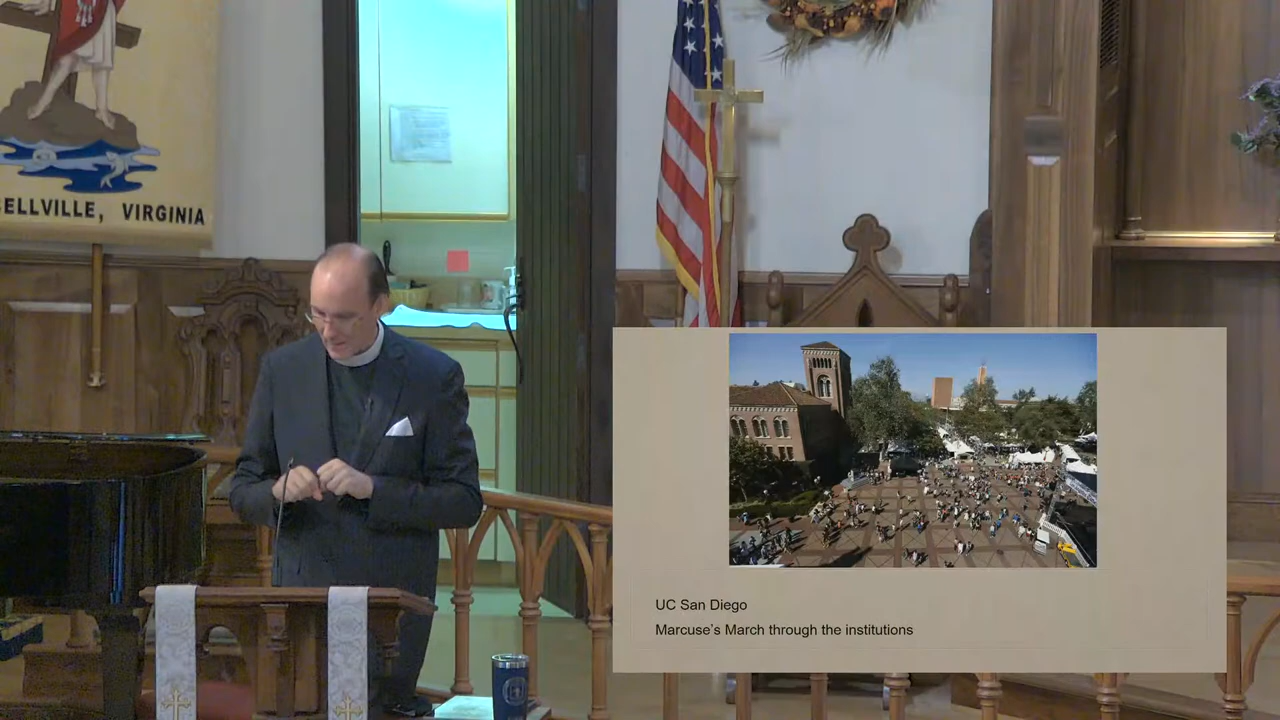 ELLVILLE, VIRGINIA
UC San Diego
Marcuse's March through the institutions